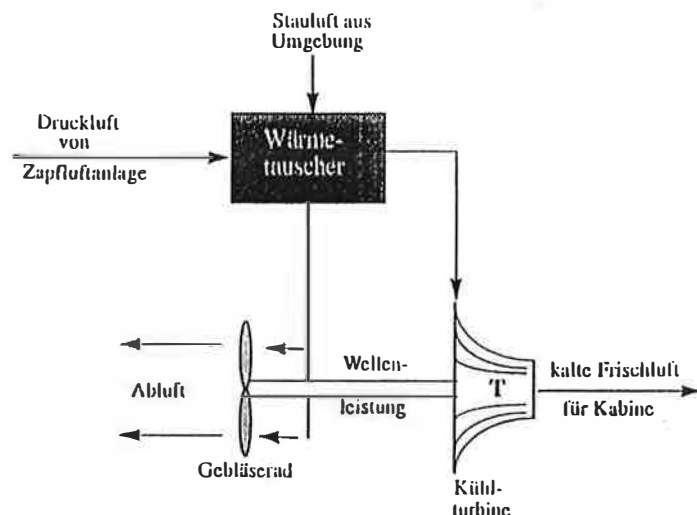 Stauluft aus
Umgebung
Druckluft
von
Zapfluftanlage
Wärme-
tauscher
Abluft
Wellen-
leistung
T
kalte Frischluft
für Kabine
Gebläserad
Kühl-
turbine